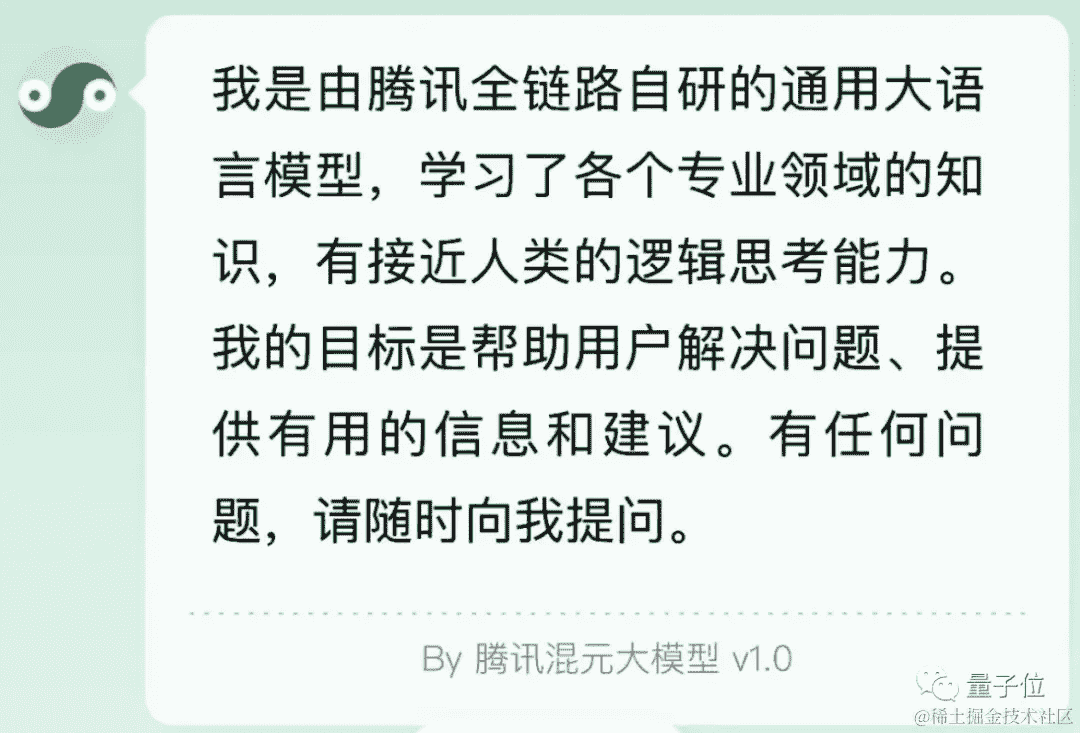 我是由腾讯全链路自研的通用大语
言模型，学习了各个专业领域的知
识，有接近人类的逻辑思考能力。
我的目标是帮助用户解决问题、提
供有用的信息和建议。有任何问
题，请随时向我提问。
By 腾讯混元大模型 v1.0
量子位
@稀土掘金技术社区